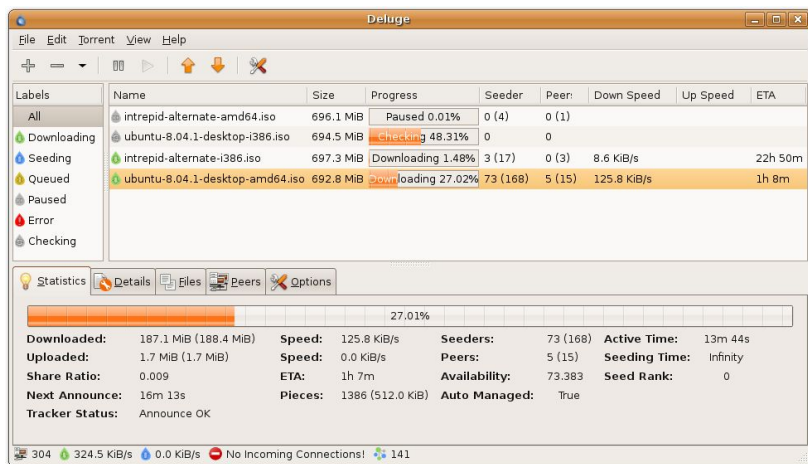 Deluge
File Edit Torrent View Help
Labels
All
Downloading
Seeding
Queued
Paused
Error
Checking
Name Size Progress Seeder Peer: Down Speed Up Speed ETA
intrepid-alternate-amd64.iso 696.1 MiB Paused 0.01% 0 (4) 0 (1)
ubuntu-8.04.1-desktop-i386.iso 694.5 MiB Checking 48.31% 0 0
intrepid-alternate-i386.iso 697.3 MiB Downloading 1.48% 3 (17) 0 (3) 8.6 KiB/s 22h 50m
ubuntu-8.04.1-desktop-amd64.iso 692.8 MiB Downloading 27.02% 73 (168) 5 (15) 125.8 KiB/s 1h 8m
Statistics Details Files Peers Options
27.01%
Downloaded: 187.1 MiB (188.4 MiB) Speed: 125.8 KiB/s Seeders: 73 (168) Active Time: 13m 44s
Uploaded: 1.7 MiB (1.7 MiB) Speed: 0.0 KiB/s Peers: 5 (15) Seeding Time: Infinity
Share Ratio: 0.009 ETA: 1h 7m Availability: 73.383 Seed Rank: 0
Next Announce: 16m 13s Pieces: 1386 (512.0 KiB) Auto Managed: True
Tracker Status: Announce OK
304 324.5 KiB/s 0.0 KiB/s No Incoming Connections! 141